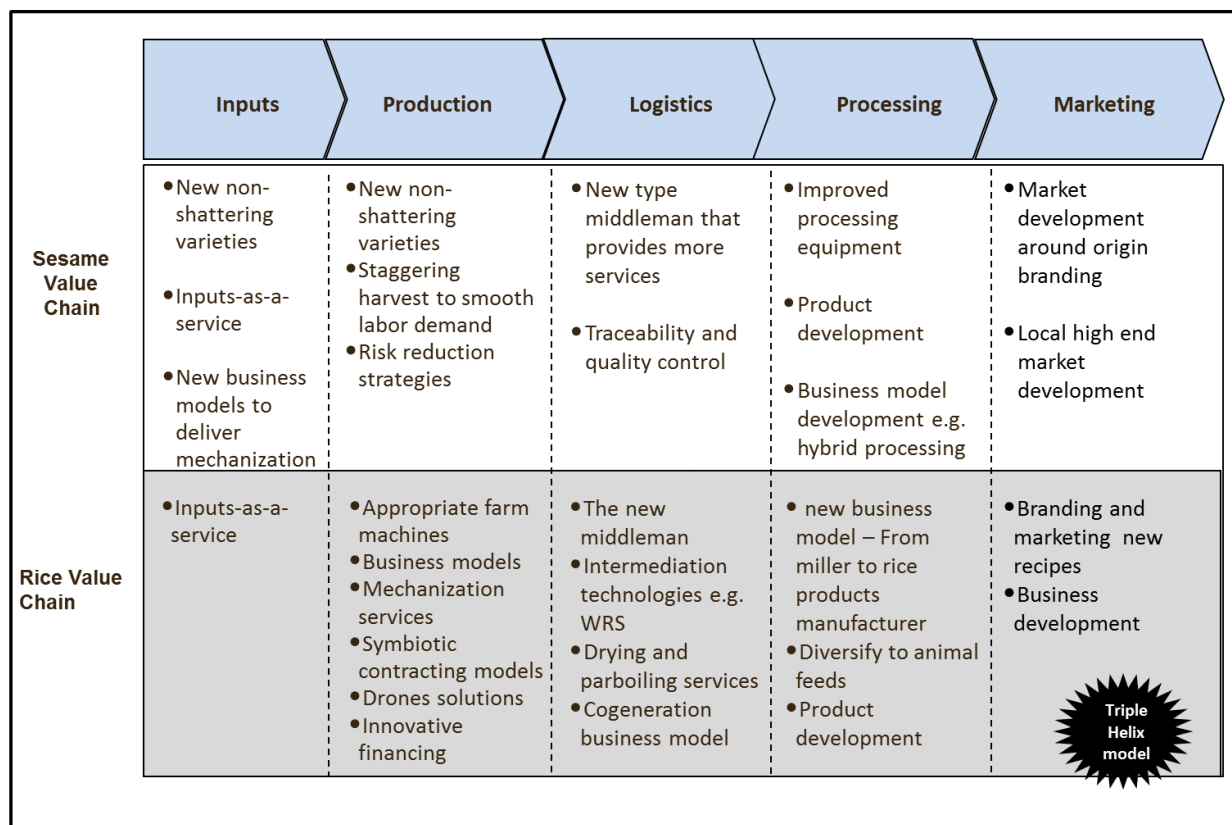 Inputs
Production
Logistics
Processing
Marketing
Sesame
Value
Chain
•New non-
shattering
varieties
•Inputs-as-a-
service
•New business
models to
deliver
mechanization
•New non-
shattering
varieties
•Staggering
harvest to smooth
labor demand
•Risk reduction
strategies
•New type
middleman that
provides more
services
•Traceability and
quality control
•Improved
processing
equipment
•Product
development
•Business model
development e.g.
hybrid processing
•Market
development
around origin
branding
•Local high end
market
development
Rice Value
Chain
•Inputs-as-a-
service
•Appropriate farm
machines
•Business models
•Mechanization
services
•Symbiotic
contracting models
•Drones solutions
•Innovative
financing
•The new
middleman
•Intermediation
technologies e.g.
WRS
•Drying and
parboiling services
•Cogeneration
business model
• new business
model – From
miller to rice
products
manufacturer
•Diversify to animal
feeds
•Product
development
•Branding and
marketing new
recipes
•Business
development
Triple
Helix
model